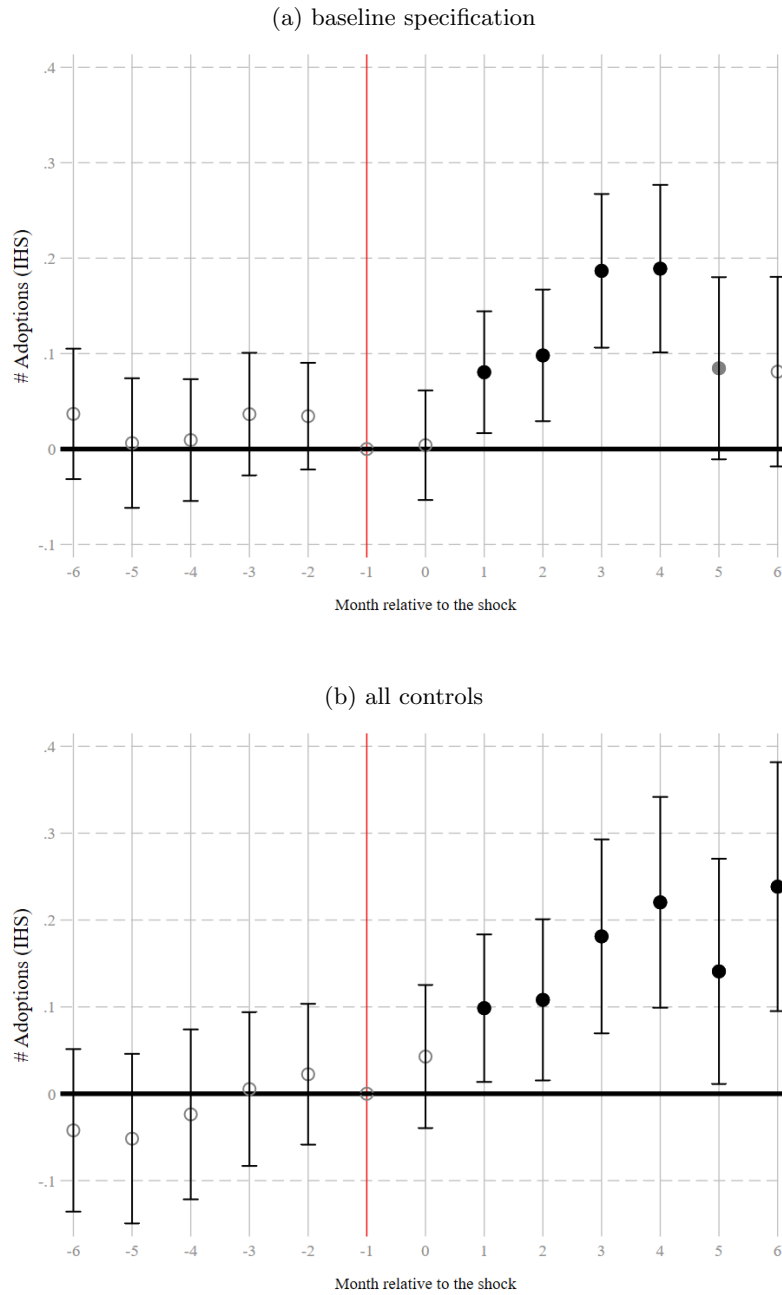 (a) baseline specification
.4
.3
.2
.1
0
-.1
# Adoptions (IHS)
-6 -5 -4 -3 -2 -1 0 1 2 3 4 5 6
Month relative to the shock
(b) all controls
.4
.3
.2
.1
0
-.1
# Adoptions (IHS)
-6 -5 -4 -3 -2 -1 0 1 2 3 4 5 6
Month relative to the shock